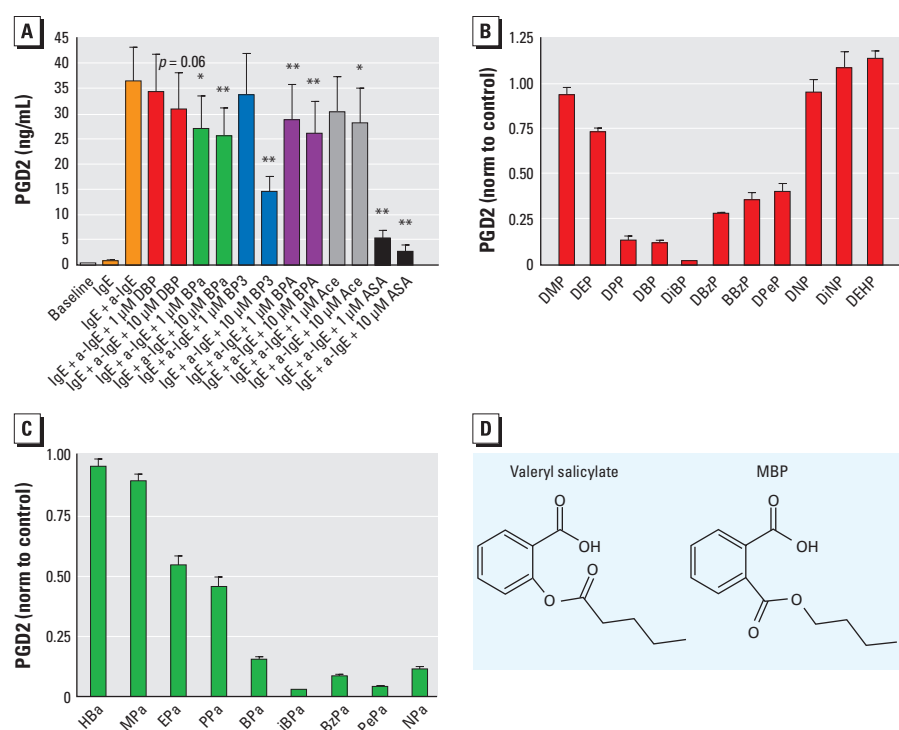 A
PGD2 (ng/mL)
45
40
35
30
25
20
15
10
5
0
p = 0.06
*
**
**
**
**
*
**
**
Baseline
IgE
IgE + a-IgE
IgE + a-IgE + 1 µM DBP
IgE + a-IgE + 10 µM DBP
IgE + a-IgE + 1 µM BPa
IgE + a-IgE + 10 µM BPa
IgE + a-IgE + 1 µM BP3
IgE + a-IgE + 10 µM BP3
IgE + a-IgE + 1 µM BPA
IgE + a-IgE + 10 µM BPA
IgE + a-IgE + 1 µM Ace
IgE + a-IgE + 10 µM Ace
IgE + a-IgE + 1 µM ASA
IgE + a-IgE + 10 µM ASA
B
PGD2 (norm to control)
1.25
1.00
0.75
0.50
0.25
0
DMP
DEP
DPP
DBP
DiBP
DBzP
BBzP
DPeP
DNP
DiNP
DEHP
C
PGD2 (norm to control)
1.00
0.75
0.50
0.25
0
HBa
MPa
EPa
PPa
BPa
iBPa
BzPa
PePa
NPa
D
Valeryl salicylate
O
OH
O
O
MBP
O
OH
O
O